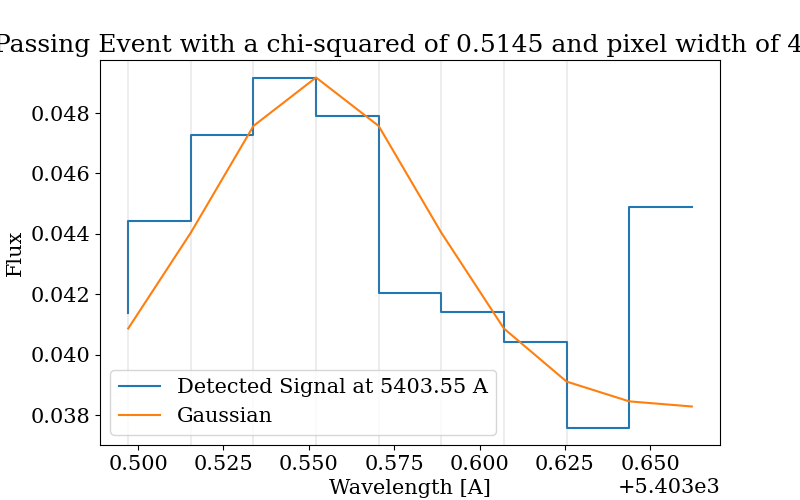 Passing Event with a chi-squared of 0.5145 and pixel width of 4
Flux
0.048
0.046
0.044
0.042
0.040
0.038
Detected Signal at 5403.55 A
Gaussian
0.500 0.525 0.550 0.575 0.600 0.625 0.650
Wavelength [A]
+5.403e3